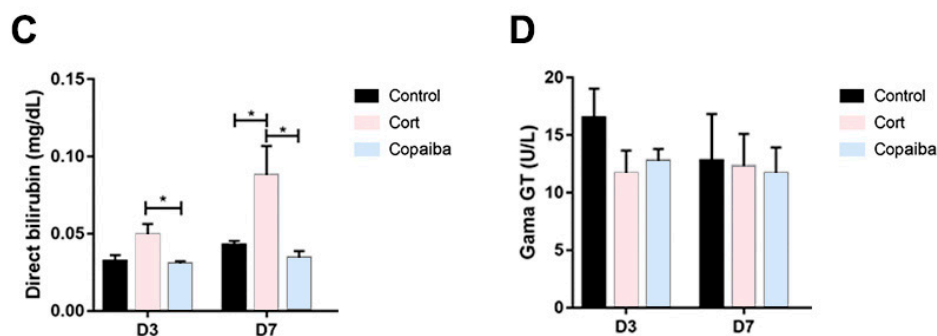 C
Direct bilirubin (mg/dL)
0.15
0.10
0.05
0.00
*
*
*
D3
D7
Control
Cort
Copaiba
D
Gama GT (U/L)
20
15
10
5
0
D3
D7
Control
Cort
Copaiba